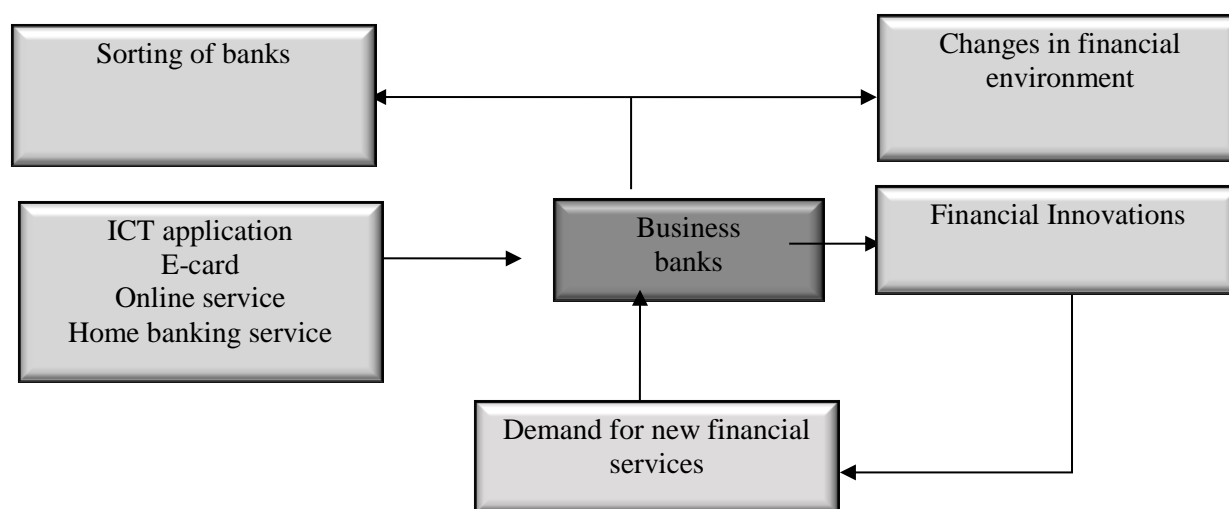 Sorting of banks
Changes in financial
environment
ICT application
E-card
Online service
Home banking service
Business
banks
Financial Innovations
Demand for new financial
services